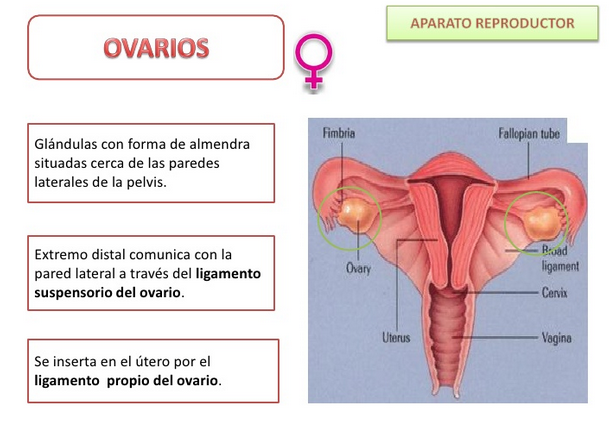 OVARIOS
APARATO REPRODUCTOR
Glándulas con forma de almendra
situadas cerca de las paredes
laterales de la pelvis.
Extremo distal comunica con la
pared lateral a través del ligamento
suspensorio del ovario.
Se inserta en el útero por el
ligamento propio del ovario.
Fimbria
Fallopian tube
Ovary
Broad
ligament
Cervix
Uterus
Vagina